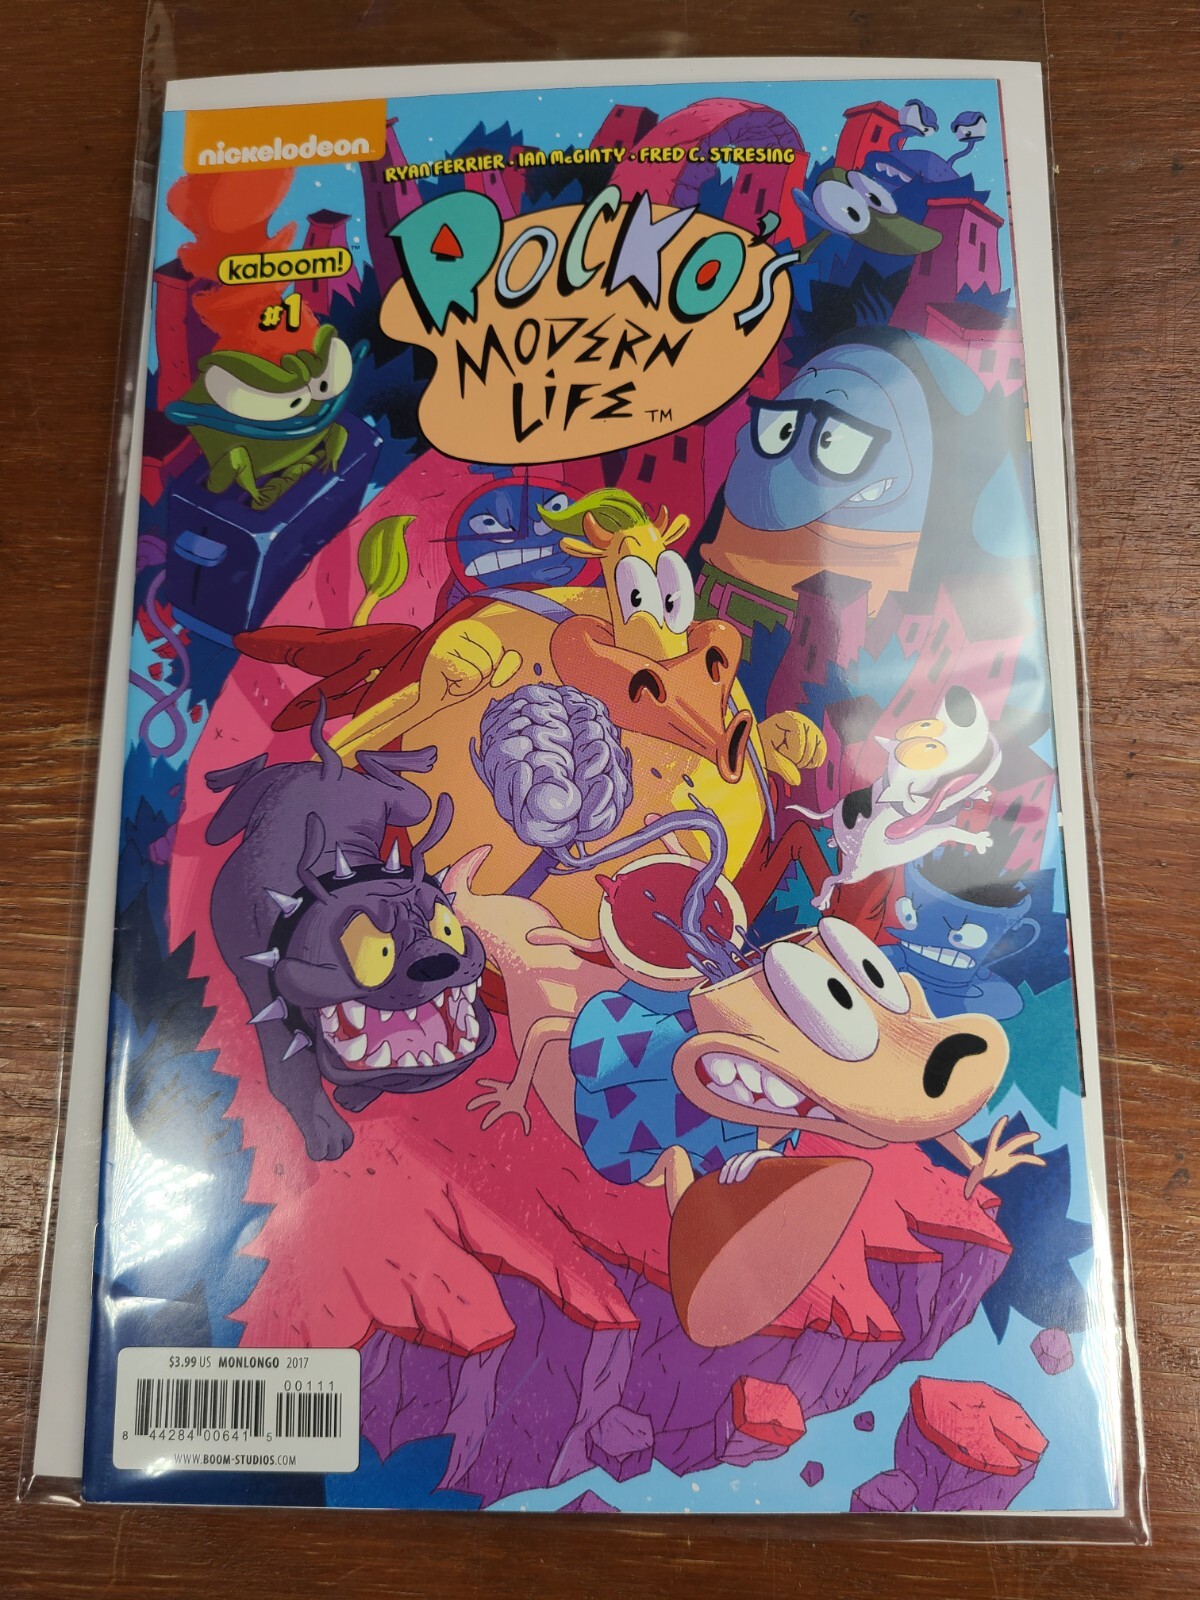 nickelodeon
RYAN FERRIER • IAN McGINTY • FRED C. STRESING
kaboom!™
#1
ROCKO'S
MODERN
LIFE™
$3.99 US MONLONGO 2017
00111
8 44284 00641 5
WWW.BOOM-STUDIOS.COM